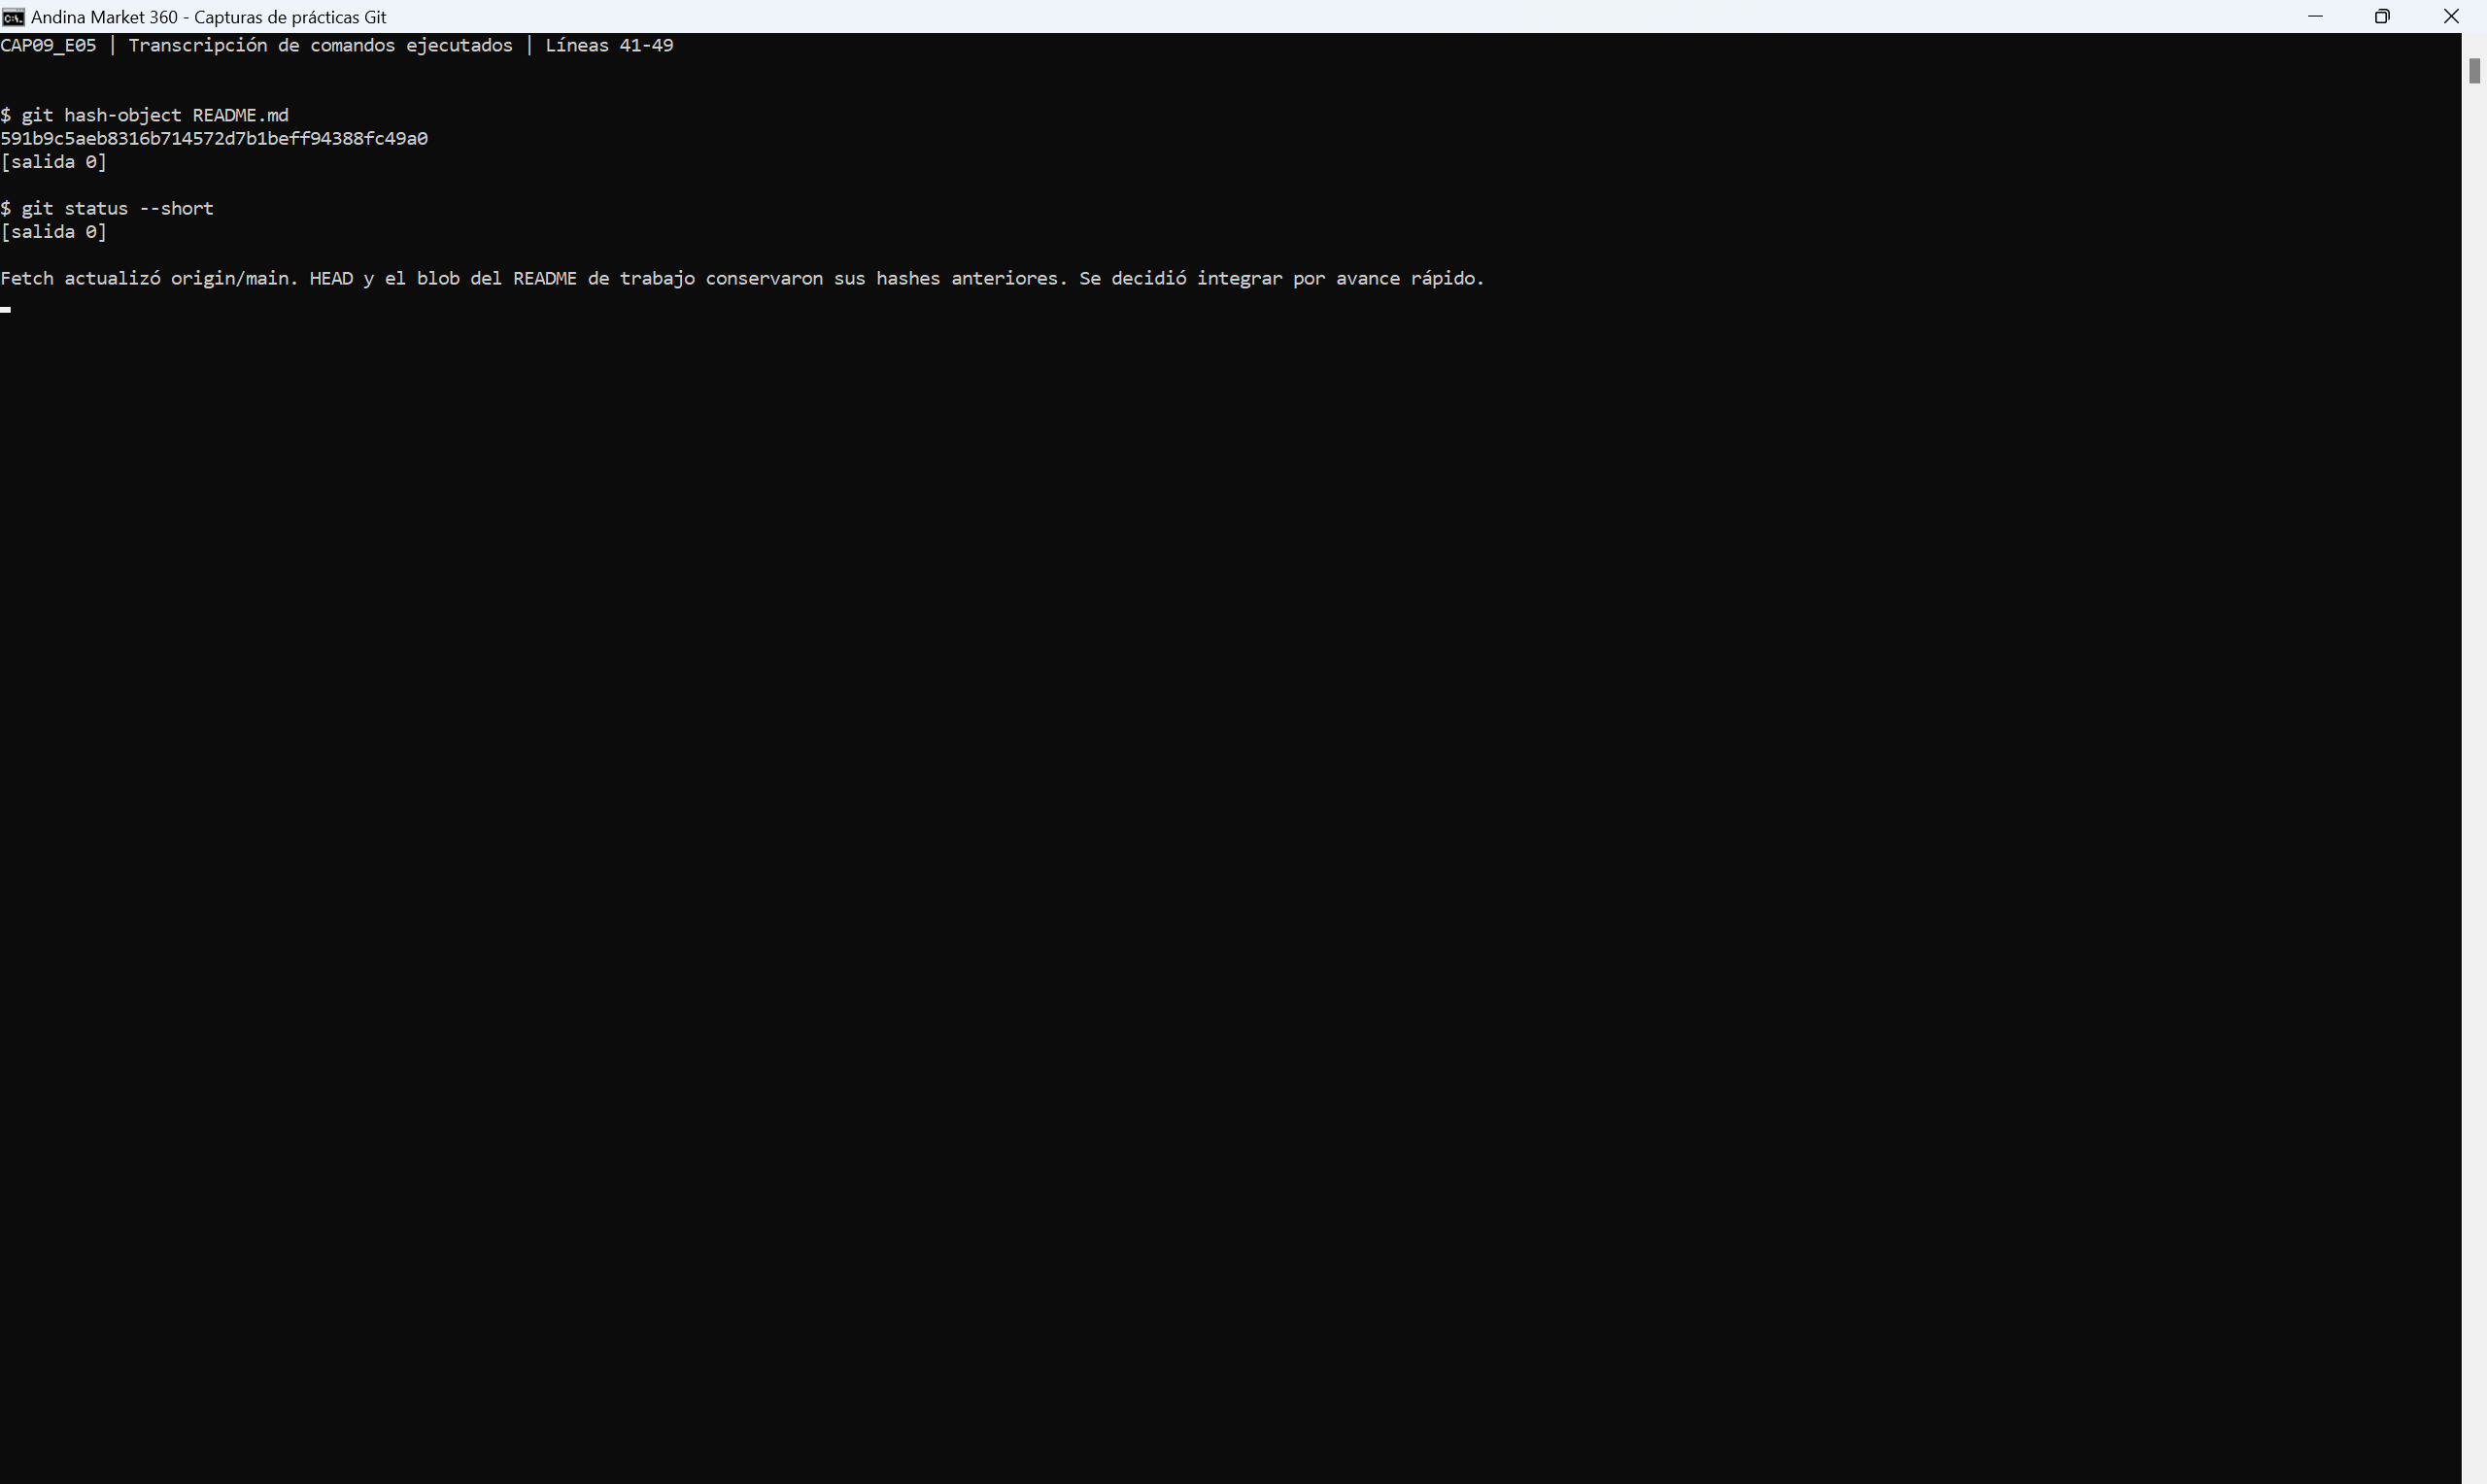 Andina Market 360 - Capturas de prácticas Git
CAP09_E05 | Transcripción de comandos ejecutados | Líneas 41-49
$ git hash-object README.md
591b9c5aeb8316b714572d7b1beff94388fc49a0
[salida 0]
$ git status --short
[salida 0]
Fetch actualizó origin/main. HEAD y el blob del README de trabajo conservaron sus hashes anteriores. Se decidió integrar por avance rápido.